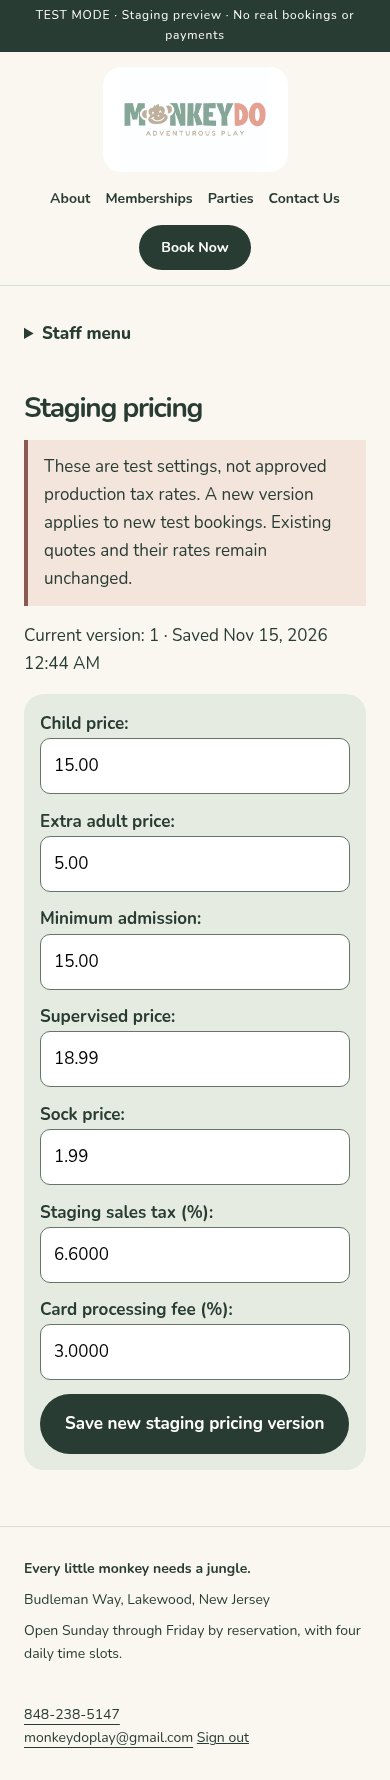 TEST MODE · Staging preview · No real bookings or
payments
MONKEYDO
ADVENTUROUS PLAY
About Memberships Parties Contact Us
Book Now
Staff menu
Staging pricing
These are test settings, not approved
production tax rates. A new version
applies to new test bookings. Existing
quotes and their rates remain
unchanged.
Current version: 1 · Saved Nov 15, 2026
12:44 AM
Child price:
15.00
Extra adult price:
5.00
Minimum admission:
15.00
Supervised price:
18.99
Sock price:
1.99
Staging sales tax (%):
6.6000
Card processing fee (%):
3.0000
Save new staging pricing version
Every little monkey needs a jungle.
Budleman Way, Lakewood, New Jersey
Open Sunday through Friday by reservation, with four
daily time slots.
848-238-5147
monkeydoplay@gmail.com Sign out